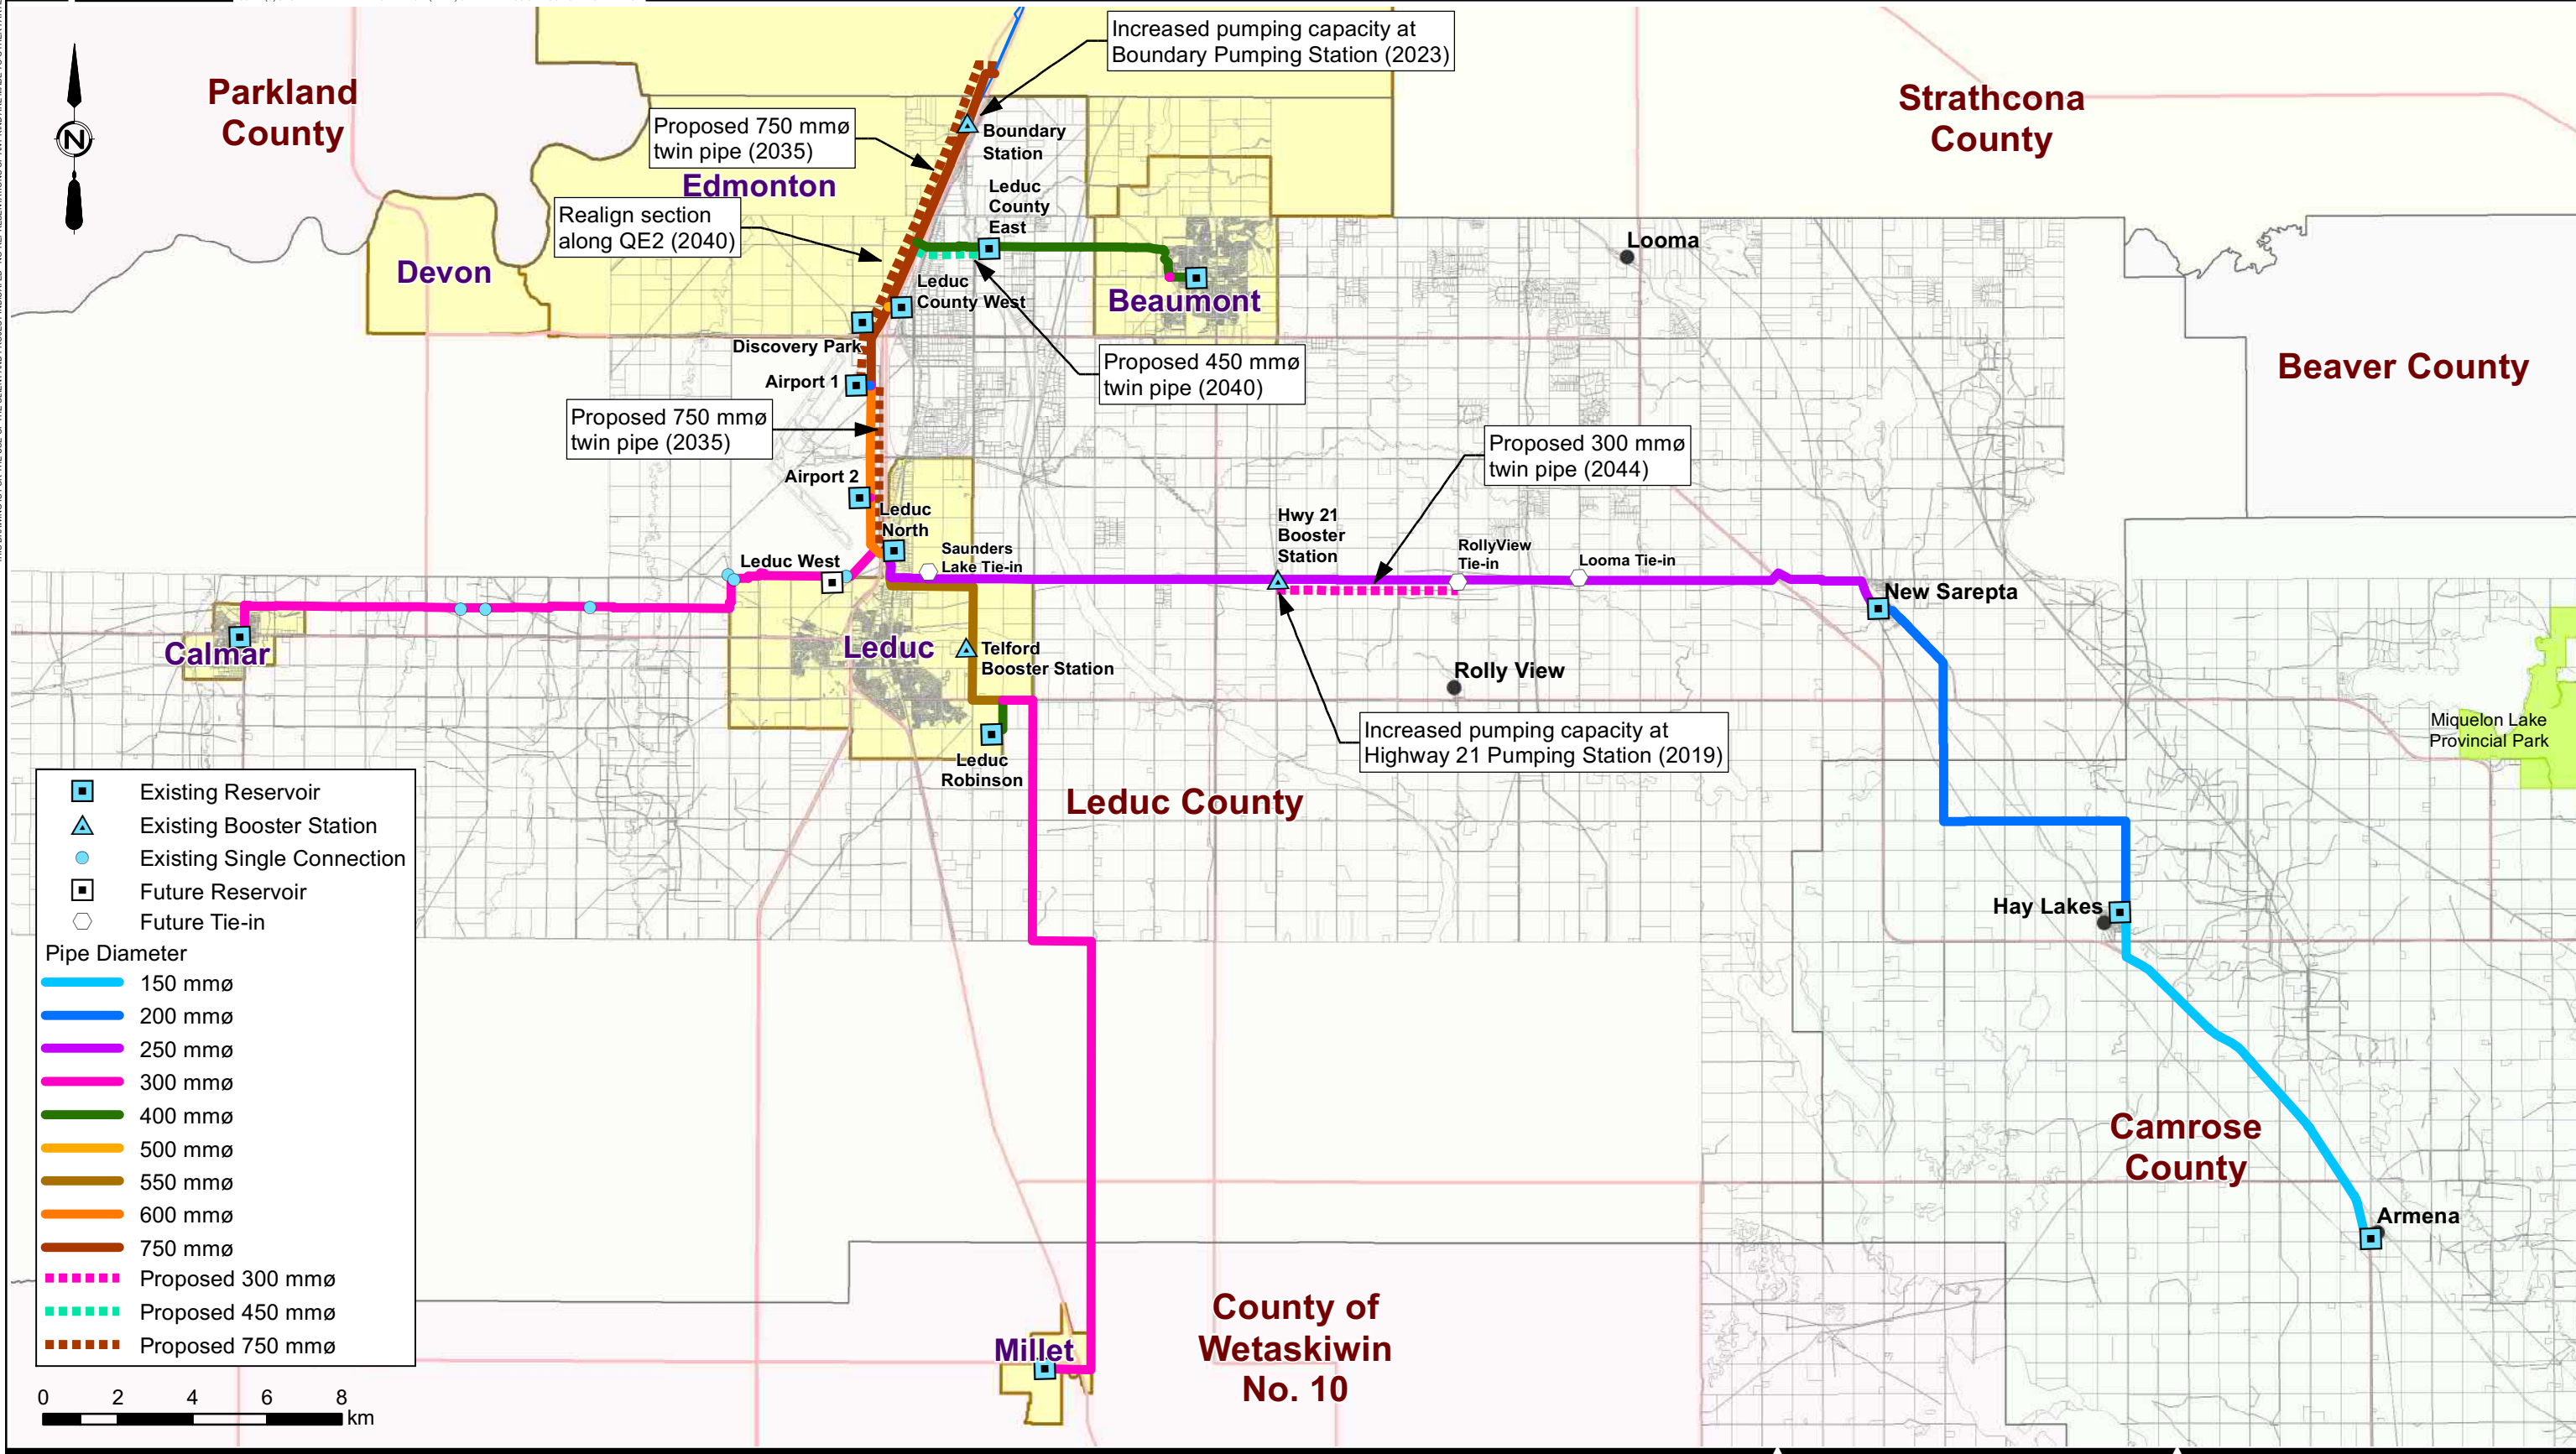 Increased pumping capacity at
Boundary Pumping Station (2023)
Parkland
County
Strathcona
County
N
Proposed 750 mmø
twin pipe (2035)
Boundary
Station
Edmonton
Leduc
County
East
Realign section
along QE2 (2040)
Looma
Devon
Leduc
County West
Beaumont
Discovery Park
Proposed 450 mmø
twin pipe (2040)
Beaver County
Airport 1
Proposed 750 mmø
twin pipe (2035)
Proposed 300 mmø
twin pipe (2044)
Airport 2
Leduc
North
Hwy 21
Booster
Station
Saunders
Lake Tie-in
RollyView
Tie-in
Looma Tie-in
Leduc West
New Sarepta
Calmar
Leduc
Telford
Booster Station
Rolly View
Miquelon Lake
Provincial Park
Increased pumping capacity at
Highway 21 Pumping Station (2019)
Leduc
Robinson
Leduc County
Hay Lakes
Camrose
County
Armena
County of
Wetaskiwin
No. 10
Millet
Existing Reservoir
Existing Booster Station
Existing Single Connection
Future Reservoir
Future Tie-in
Pipe Diameter
150 mmø
200 mmø
250 mmø
300 mmø
400 mmø
500 mmø
550 mmø
600 mmø
750 mmø
Proposed 300 mmø
Proposed 450 mmø
Proposed 750 mmø
0 2 4 6 8
km